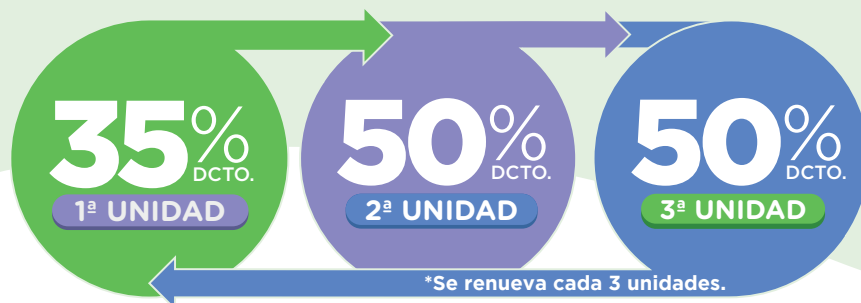 35%
DCTO.
1ª UNIDAD
50%
DCTO.
2ª UNIDAD
50%
DCTO.
3ª UNIDAD
*Se renueva cada 3 unidades.